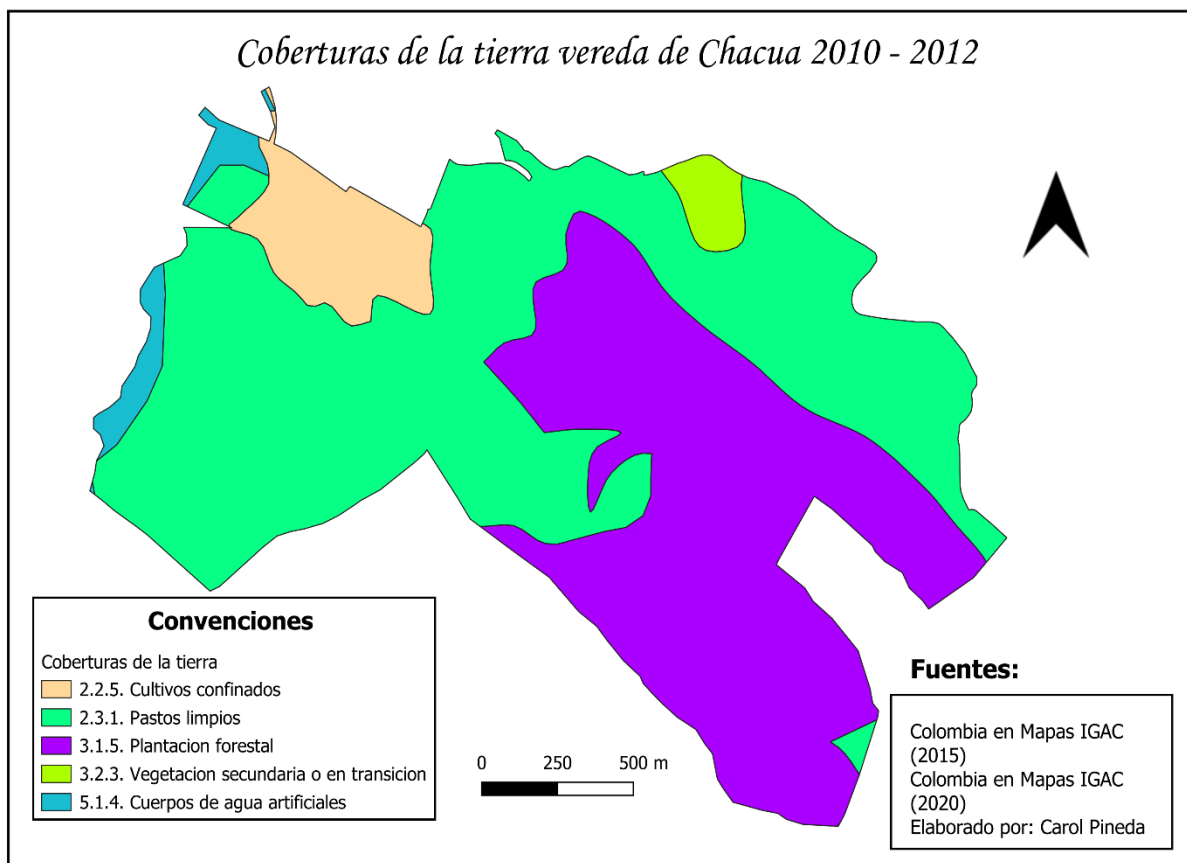 Coberturas de la tierra vereda de Chacua 2010 - 2012
Convenciones
Coberturas de la tierra
2.2.5. Cultivos confinados
2.3.1. Pastos limpios
3.1.5. Plantacion forestal
3.2.3. Vegetacion secundaria o en transicion
5.1.4. Cuerpos de agua artificiales
0 250 500 m
Fuentes:
Colombia en Mapas IGAC
(2015)
Colombia en Mapas IGAC
(2020)
Elaborado por: Carol Pineda